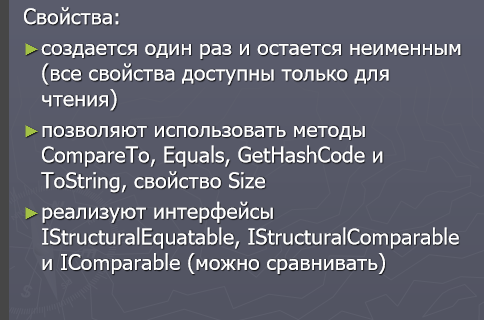 Свойства:
►создается один раз и остается неименным
(все свойства доступны только для
чтения)
►позволяют использовать методы
CompareTo, Equals, GetHashCode и
ToString, свойство Size
►реализуют интерфейсы
IStructuralEquatable, IStructuralComparable
и IComparable (можно сравнивать)